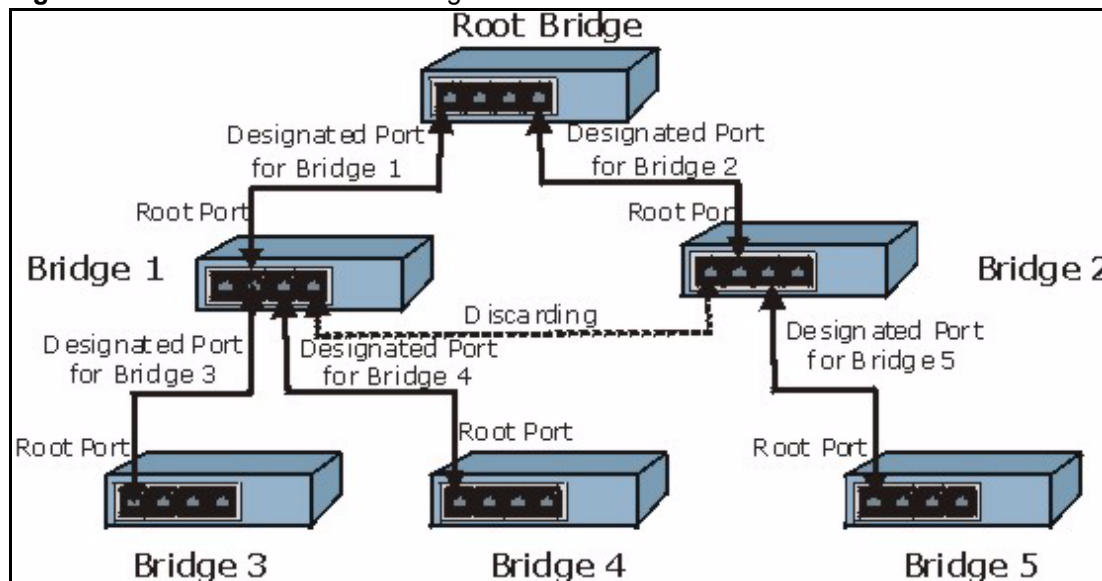 Root Bridge
Designated Port
for Bridge 1
Designated Port
for Bridge 2
Root Port
Root Port
Bridge 1
Bridge 2
Discarding
Designated Port
for Bridge 3
Designated Port
for Bridge 4
Designated Port
for Bridge 5
Root Port
Root Port
Root Port
Bridge 3
Bridge 4
Bridge 5